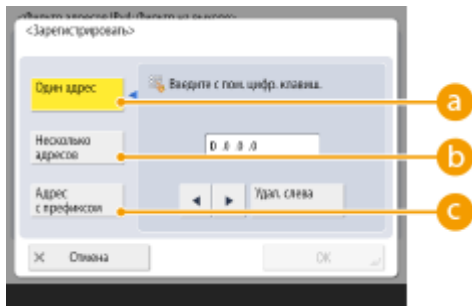 <Фильтр адресов IPv4: Фильтр на выходе>
<Зарегистрировать>
Один адрес
Введите с пом. цифр. клавиш.
a
Несколько
адресов
0 .0 .0 .0
b
Адрес
с префиксом
Удал. слева
c
Отмена
OK